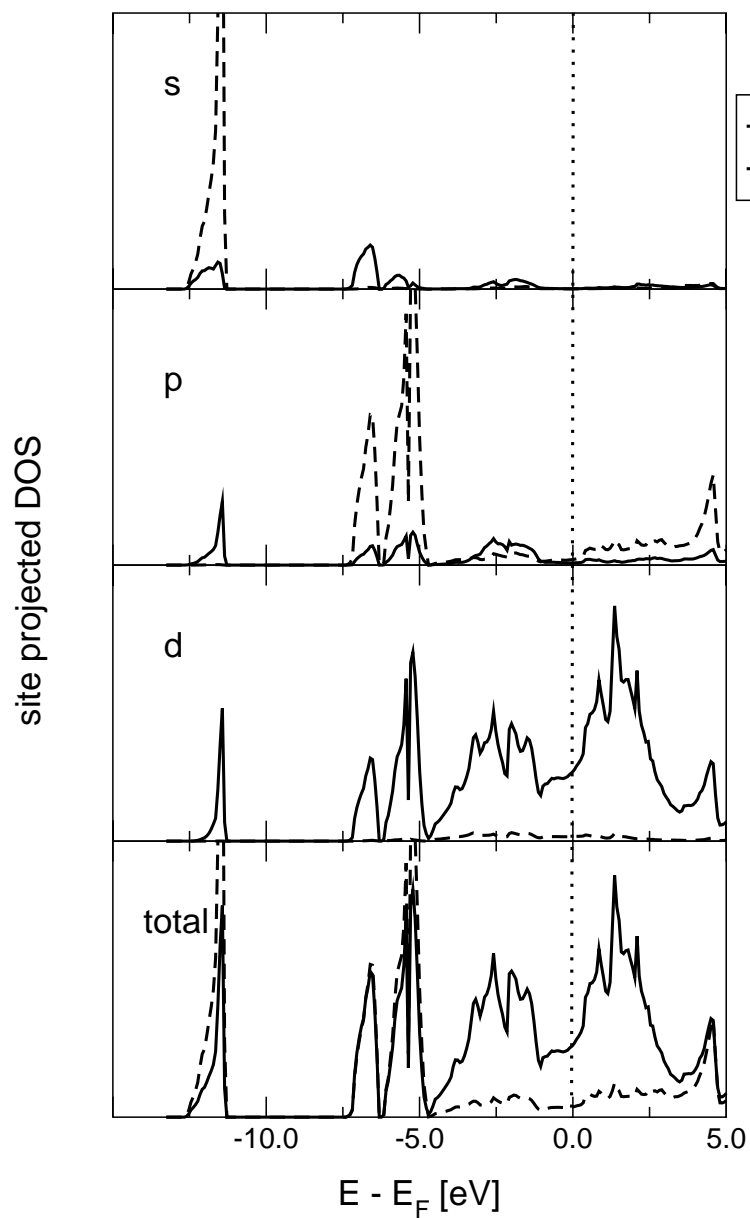 s
p
site projected DOS
d
total
-10.0 -5.0 0.0 5.0
E - E_F [eV]